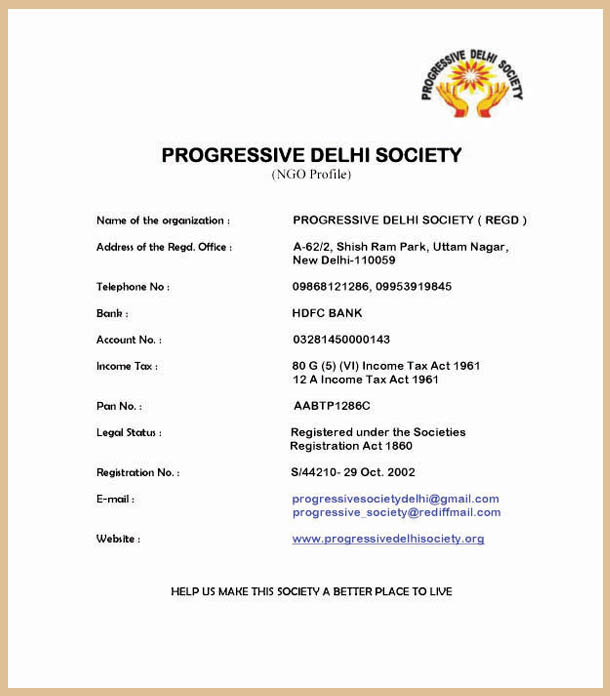 PROGRESSIVE DELHI SOCIETY
PROGRESSIVE DELHI SOCIETY
(NGO Profile)
Name of the organization : PROGRESSIVE DELHI SOCIETY ( REGD )
Address of the Regd. Office : A-62/2, Shish Ram Park, Uttam Nagar,
New Delhi-110059
Telephone No : 09868121286, 09953919845
Bank : HDFC BANK
Account No. : 03281450000143
Income Tax : 80 G (5) (VI) Income Tax Act 1961
12 A Income Tax Act 1961
Pan No. : AABTP1286C
Legal Status : Registered under the Societies
Registration Act 1860
Registration No. : S/44210- 29 Oct. 2002
E-mail : progressivesocietydelhi@gmail.com
progressive_society@rediffmail.com
Website : www.progressivedelhisociety.org
HELP US MAKE THIS SOCIETY A BETTER PLACE TO LIVE